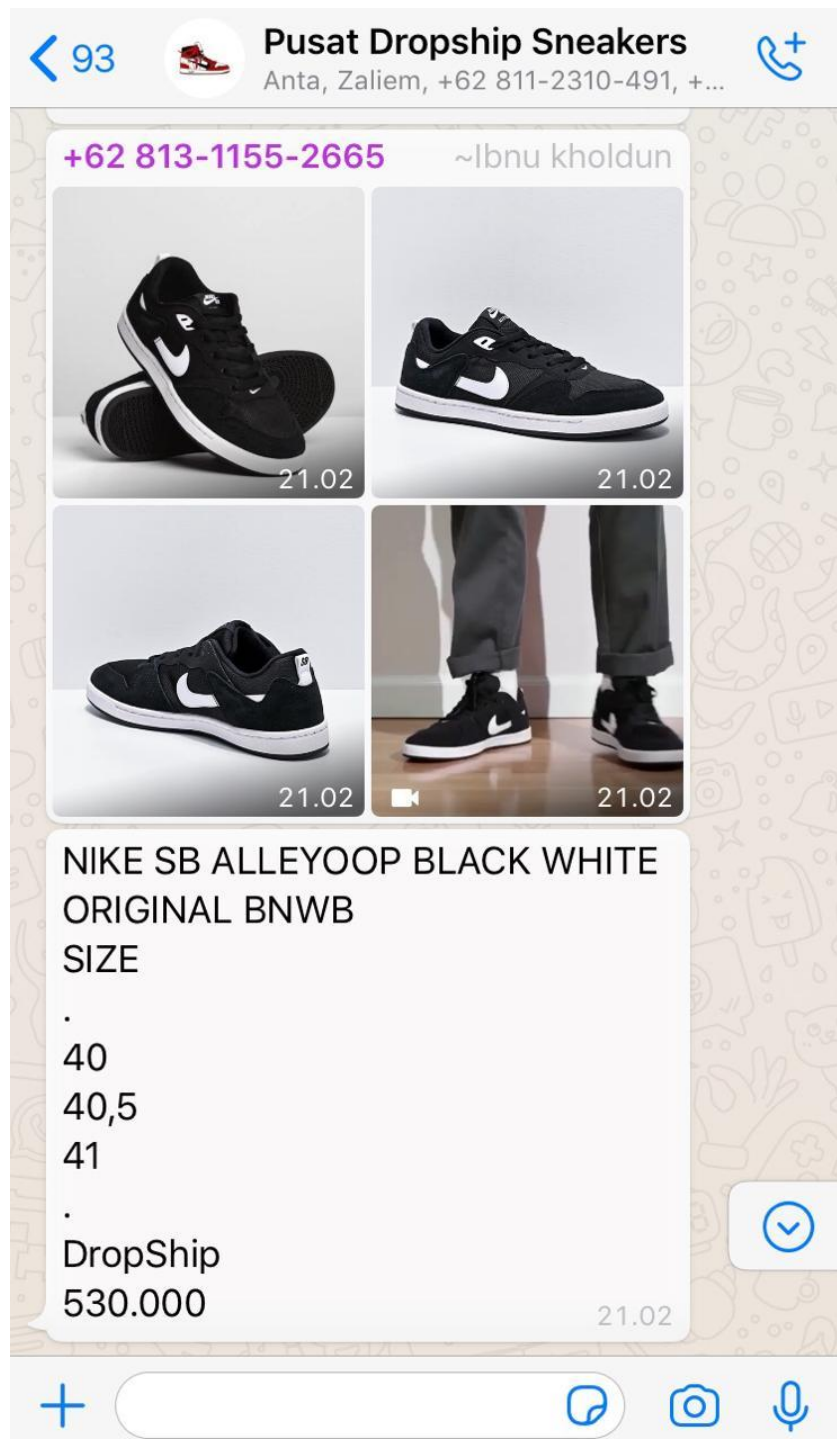 93
Pusat Dropship Sneakers
Anta, Zaliem, +62 811-2310-491, +...
+62 813-1155-2665 ~Ibnu kholdun
21.02 21.02
SB
21.02 21.02
NIKE SB ALLEYOOP BLACK WHITE
ORIGINAL BNWB
SIZE
.
40
40,5
41
.
DropShip
530.000
21.02